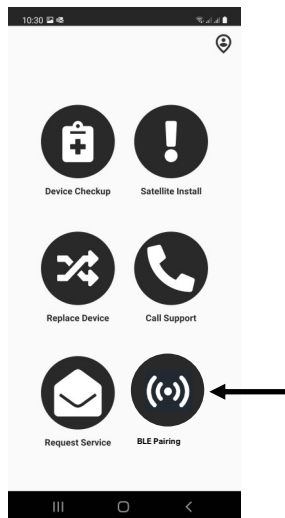 10:30
Device Checkup
Satellite Install
Replace Device
Call Support
Request Service
BLE Pairing